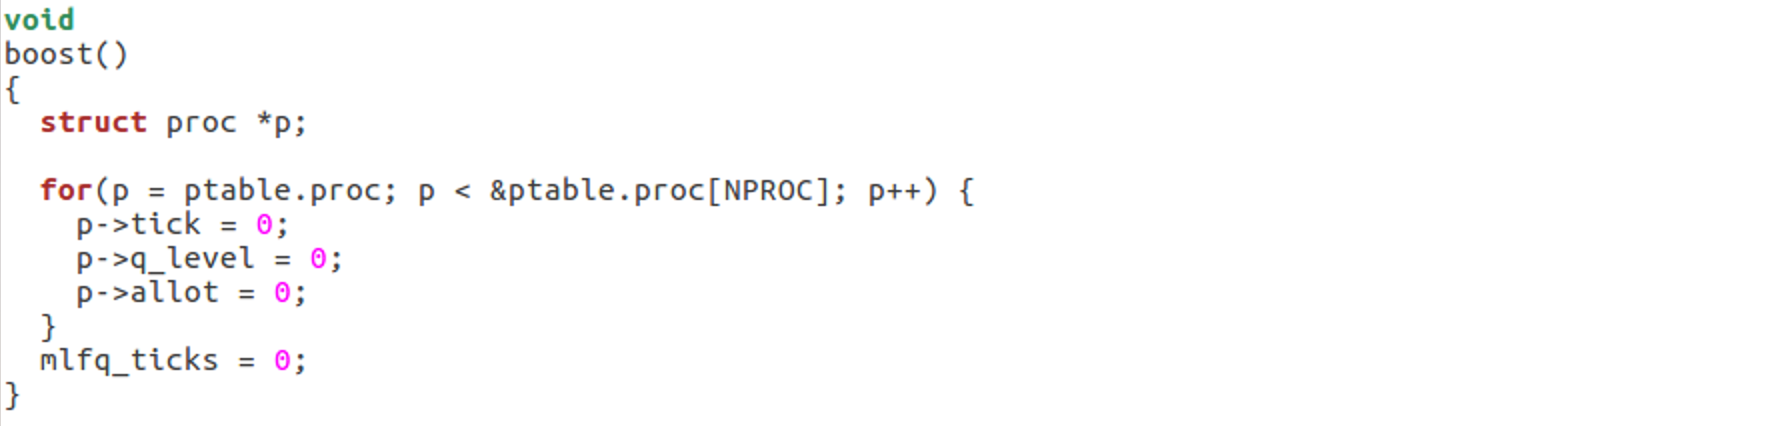 void
boost()
{
  struct proc *p;

  for(p = ptable.proc; p < &ptable.proc[NPROC]; p++) {
    p->tick = 0;
    p->q_level = 0;
    p->allot = 0;
  }
  mlfq_ticks = 0;
}